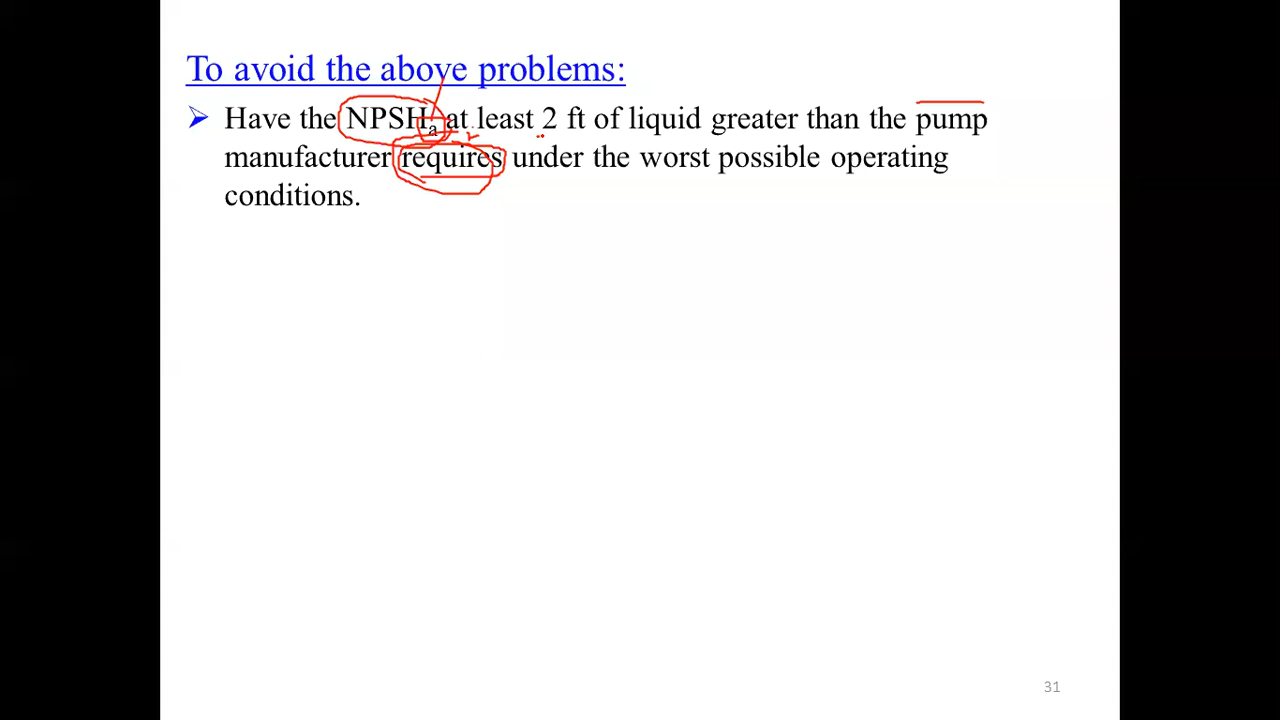 To avoid the above problems:
➢ Have the NPSHa at least 2 ft of liquid greater than the pump
manufacturer requires under the worst possible operating
conditions.
31